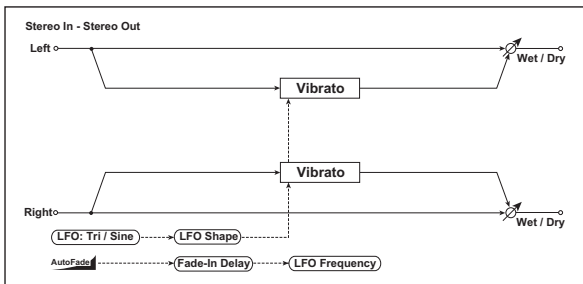 Stereo In - Stereo Out
Left
Wet / Dry
Vibrato
Vibrato
Right
Wet / Dry
LFO: Tri / Sine
LFO Shape
AutoFade
Fade-In Delay
LFO Frequency